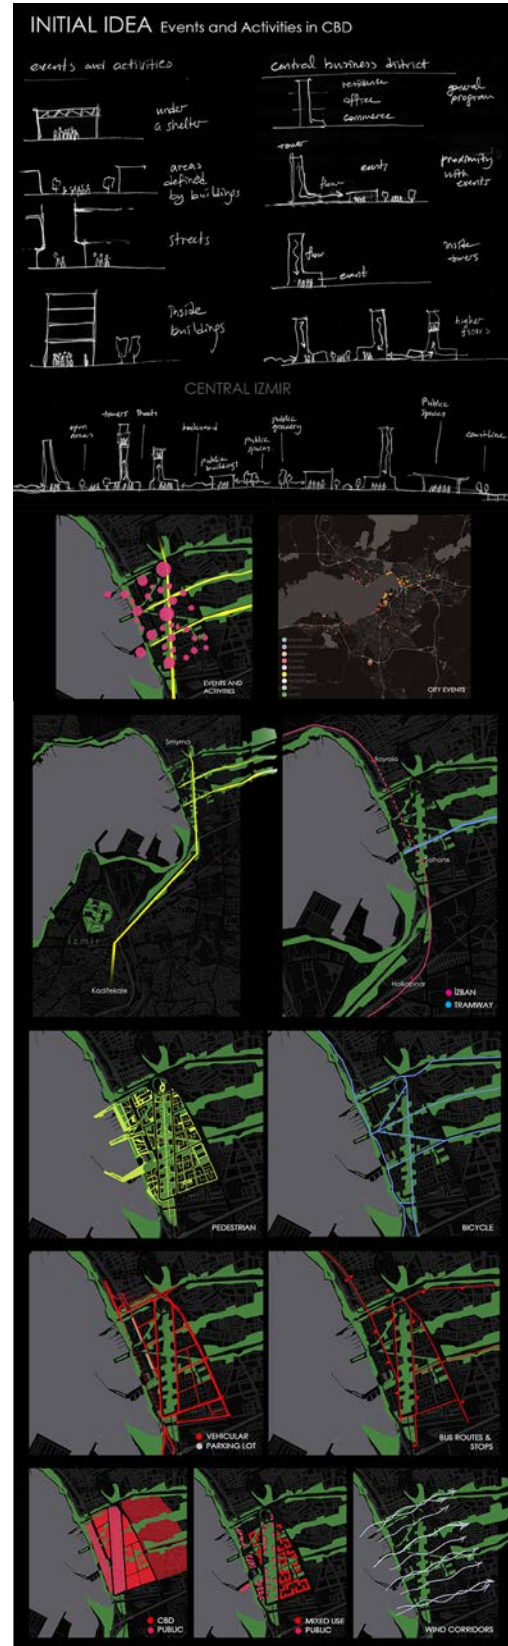 INITIAL IDEA Events and Activities in CBD
events and activities
central business district
under
a shelter
areas
defined
by buildings
streets
inside
buildings
residence
office
commerce
general
program
tower
flow
events
proximity
with
events
flow
event
inside
towers
higher
floors
CENTRAL IZMIR
open
areas
towers
backyard
public
buildings
public
spaces
public
greenery
public
spaces
coastline
EVENTS AND
ACTIVITIES
CITY EVENTS
Smyrna
Izmir
Kadifekale
Bayraklı
Salhane
Halkapınar
İZBAN
TRAMWAY
PEDESTRIAN
BICYCLE
VEHICULAR
PARKING LOT
BUS ROUTES &
STOPS
CBD
PUBLIC
MIXED USE
PUBLIC
WIND CORRIDORS